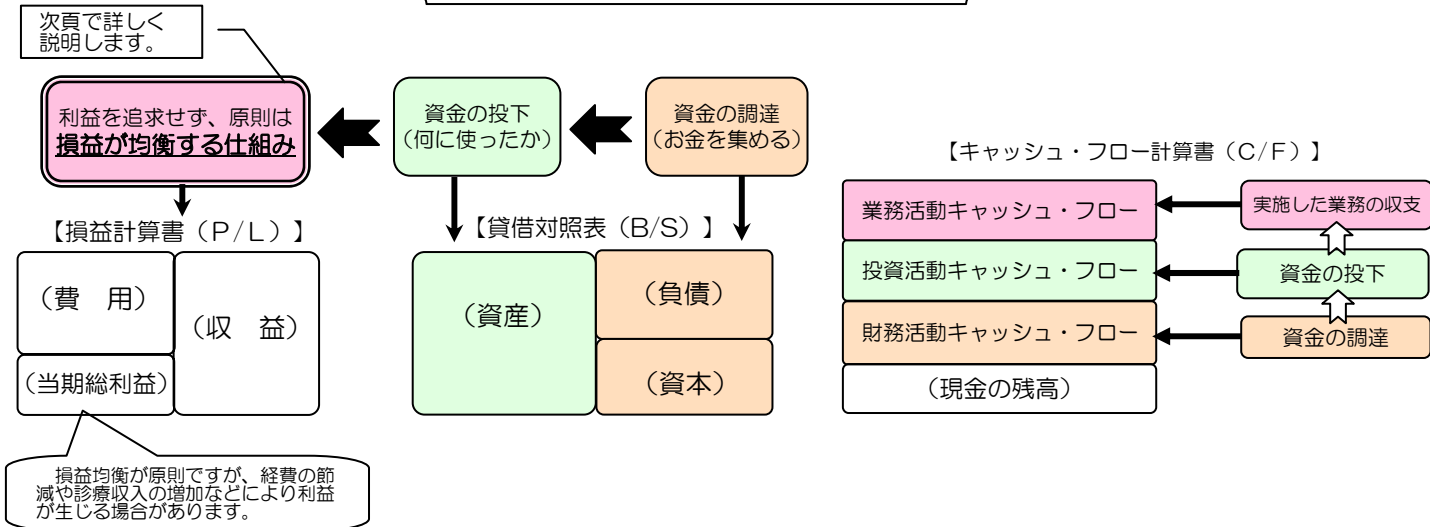 次頁で詳しく
説明します。
利益を追求せず、原則は
損益が均衡する仕組み
資金の投下
(何に使ったか)
資金の調達
(お金を集める)
【損益計算書(P/L)】
(費 用)
(収 益)
(当期総利益)
損益均衡が原則ですが、経費の節
減や診療収入の増加などにより利益
が生じる場合があります。
【貸借対照表(B/S)】
(資産)
(負債)
(資本)
【キャッシュ・フロー計算書(C/F)】
業務活動キャッシュ・フロー
実施した業務の収支
投資活動キャッシュ・フロー
資金の投下
財務活動キャッシュ・フロー
資金の調達
(現金の残高)